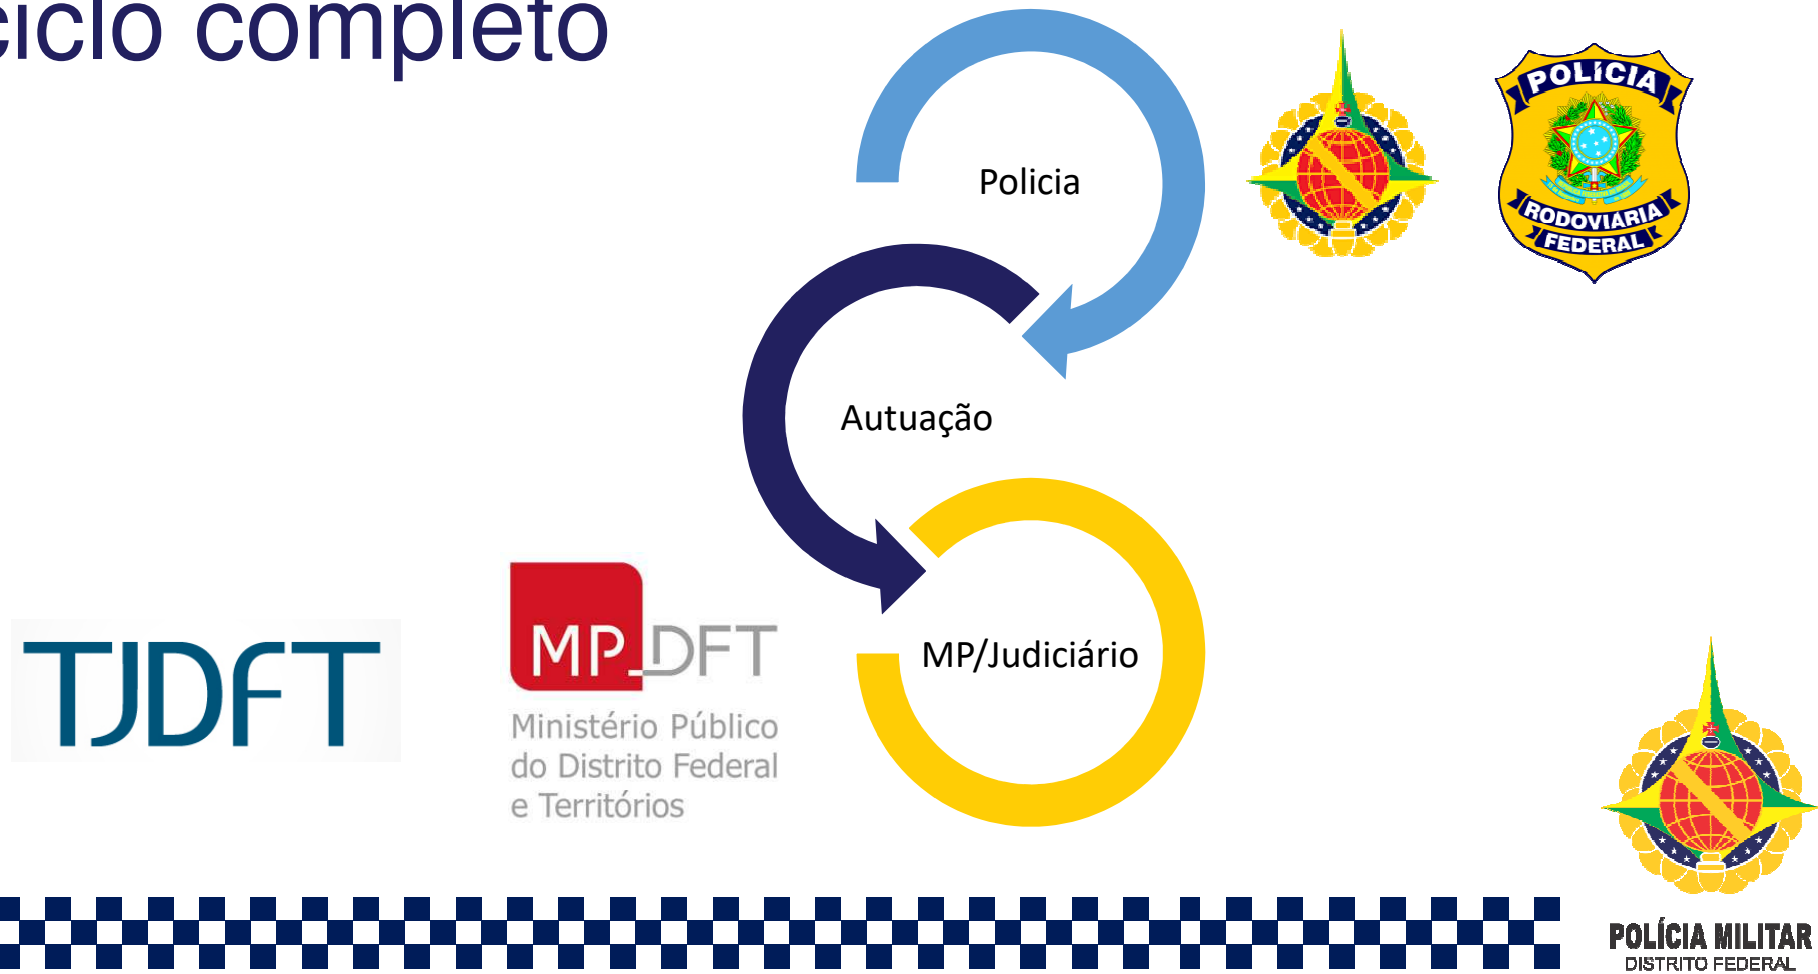 ciclo completo
Policia
POLÍCIA
RODOVIÁRIA
FEDERAL
Autuação
MP/Judiciário
TJDFT
MP_DFT
Ministério Público
do Distrito Federal
e Territórios
POLÍCIA MILITAR
DISTRITO FEDERAL